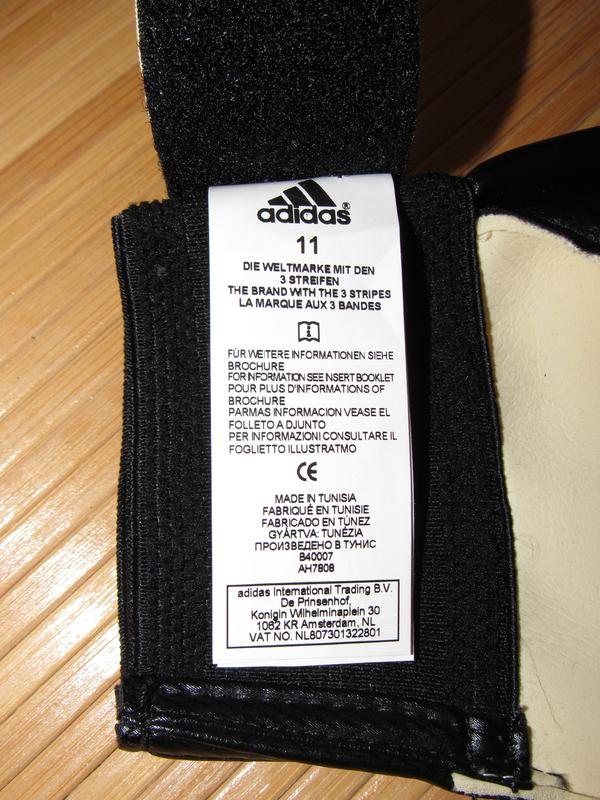 adidas®
11
DIE WELTMARKE MIT DEN
3 STREIFEN
THE BRAND WITH THE 3 STRIPES
LA MARQUE AUX 3 BANDES
FÜR WEITERE INFORMATIONEN SIEHE
BROCHURE
FOR INFORMATION SEE INSERT BOOKLET
POUR PLUS D'INFORMATIONS OF
BROCHURE
PARMAS INFORMACION VEASE EL
FOLLETO A DJUNTO
PER INFORMAZIONI CONSULTARE IL
FOGLIETTO ILLUSTRATMO
CE
MADE IN TUNISIA
FABRIQUÉ EN TUNISIE
FABRICADO EN TÚNEZ
GYÁRTVA: TUNÉZIA
ПРОИЗВЕДЕНО В ТУНИС
B40007
AH7808
adidas International Trading B.V.
De Prinsenhof,
Konigin Wilhelminaplein 30
1062 KR Amsterdam, NL
VAT NO. NL807301322801